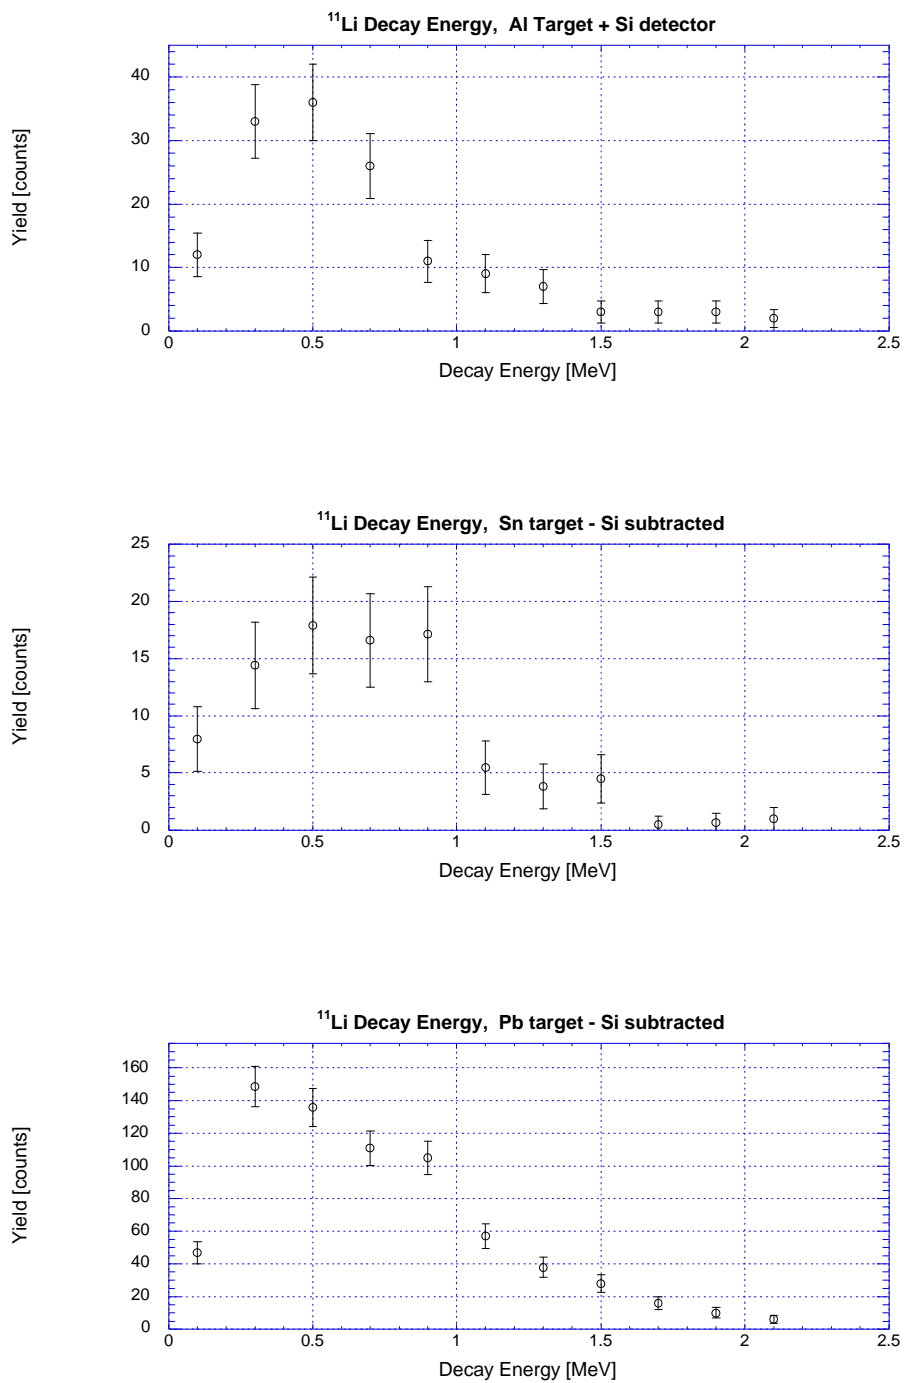 ¹¹Li Decay Energy, Al Target + Si detector
Yield [counts]
40
30
20
10
0
0 0.5 1 1.5 2 2.5
Decay Energy [MeV]
¹¹Li Decay Energy, Sn target - Si subtracted
Yield [counts]
25
20
15
10
5
0
0 0.5 1 1.5 2 2.5
Decay Energy [MeV]
¹¹Li Decay Energy, Pb target - Si subtracted
Yield [counts]
160
140
120
100
80
60
40
20
0
0 0.5 1 1.5 2 2.5
Decay Energy [MeV]